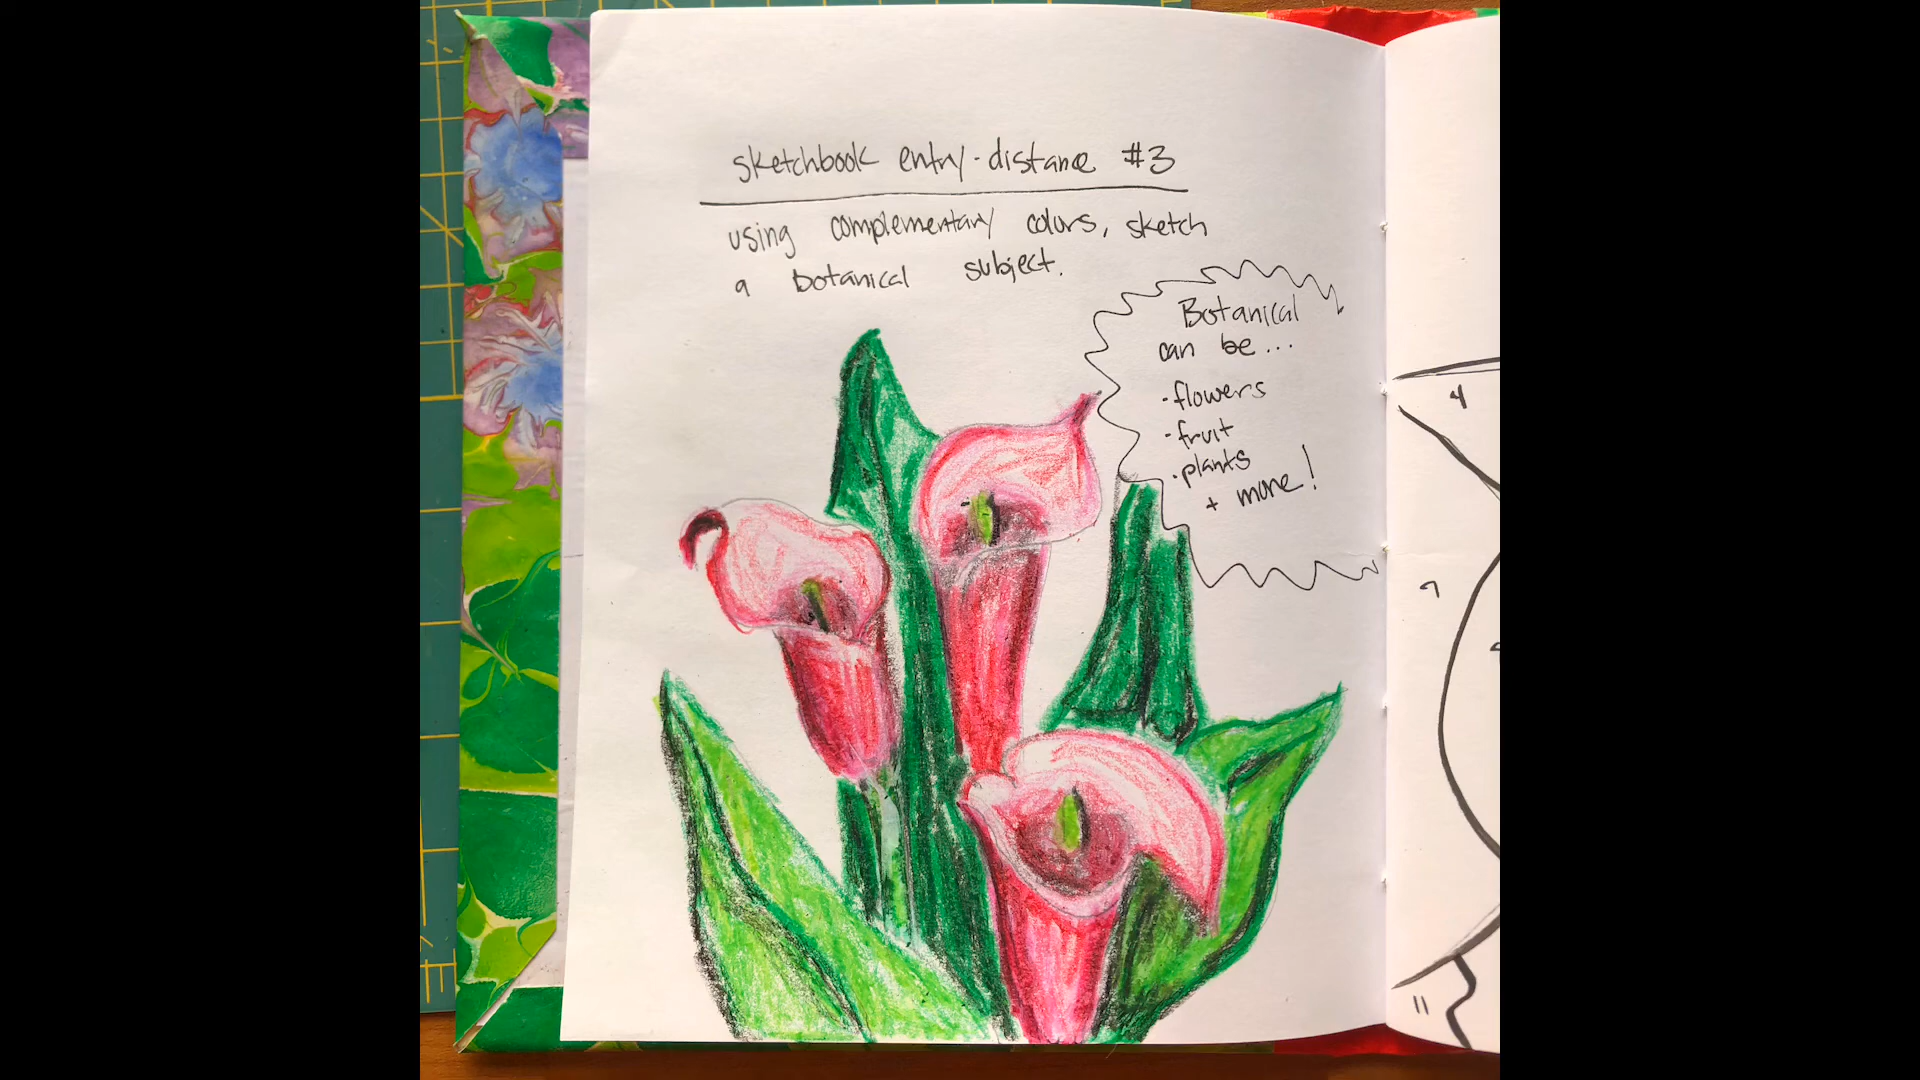 sketchbook entry-distance #3
using complementary colors, sketch
a botanical subject.
Botanical
can be...
·flowers
·fruit
·plants
+ more!
4
7
11